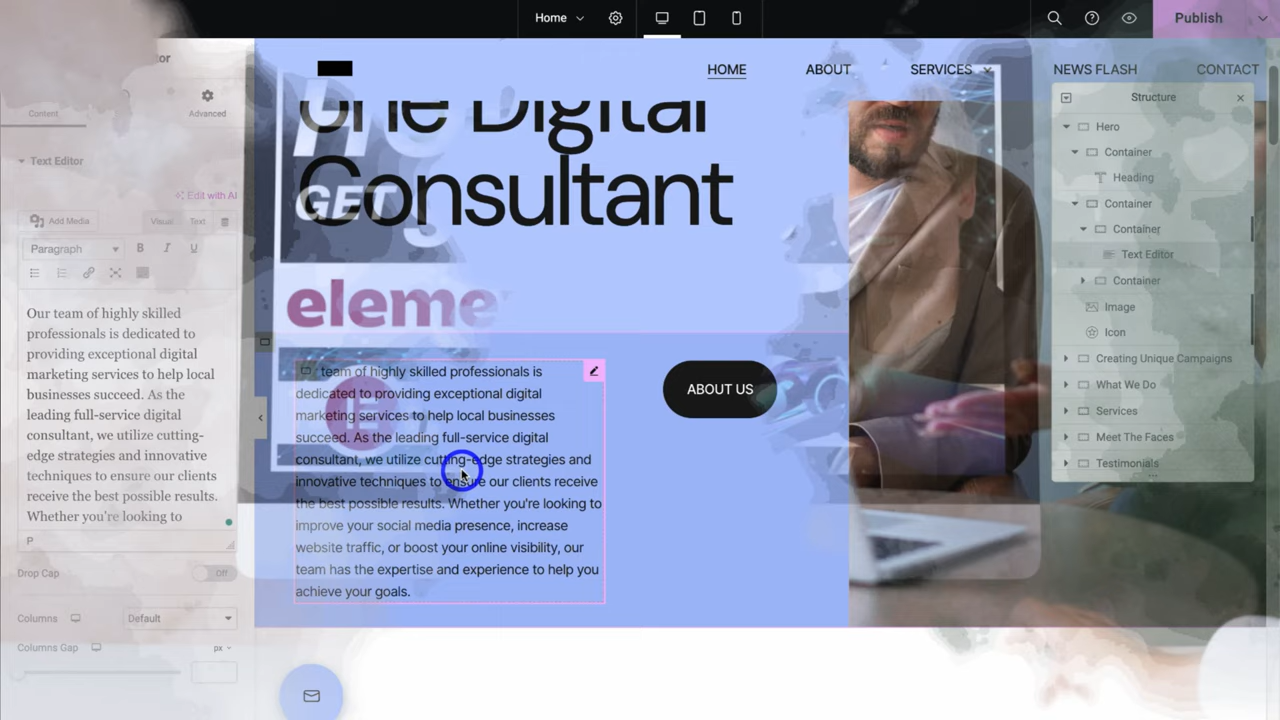 Home
Publish
tor
HOME
ABOUT
SERVICES
NEWS FLASH
CONTACT
Content
Advanced
Text Editor
Edit with AI
Add Media
Visual
Text
Paragraph
B
I
U
Our team of highly skilled
professionals is dedicated to
providing exceptional digital
marketing services to help local
businesses succeed. As the
leading full-service digital
consultant, we utilize cutting-
edge strategies and innovative
techniques to ensure our clients
receive the best possible results.
Whether you're looking to
P
Drop Cap
Off
Columns
Default
Columns Gap
px
Digital
Consultant
GET
eleme
team of highly skilled professionals is
dedicated to providing exceptional digital
marketing services to help local businesses
succeed. As the leading full-service digital
consultant, we utilize cutting-edge strategies and
innovative techniques to ensure our clients receive
the best possible results. Whether you're looking to
improve your social media presence, increase
website traffic, or boost your online visibility, our
team has the expertise and experience to help you
achieve your goals.
ABOUT US
Structure
Hero
Container
Heading
Container
Container
Text Editor
Container
Image
Icon
Creating Unique Campaigns
What We Do
Services
Meet The Faces
Testimonials